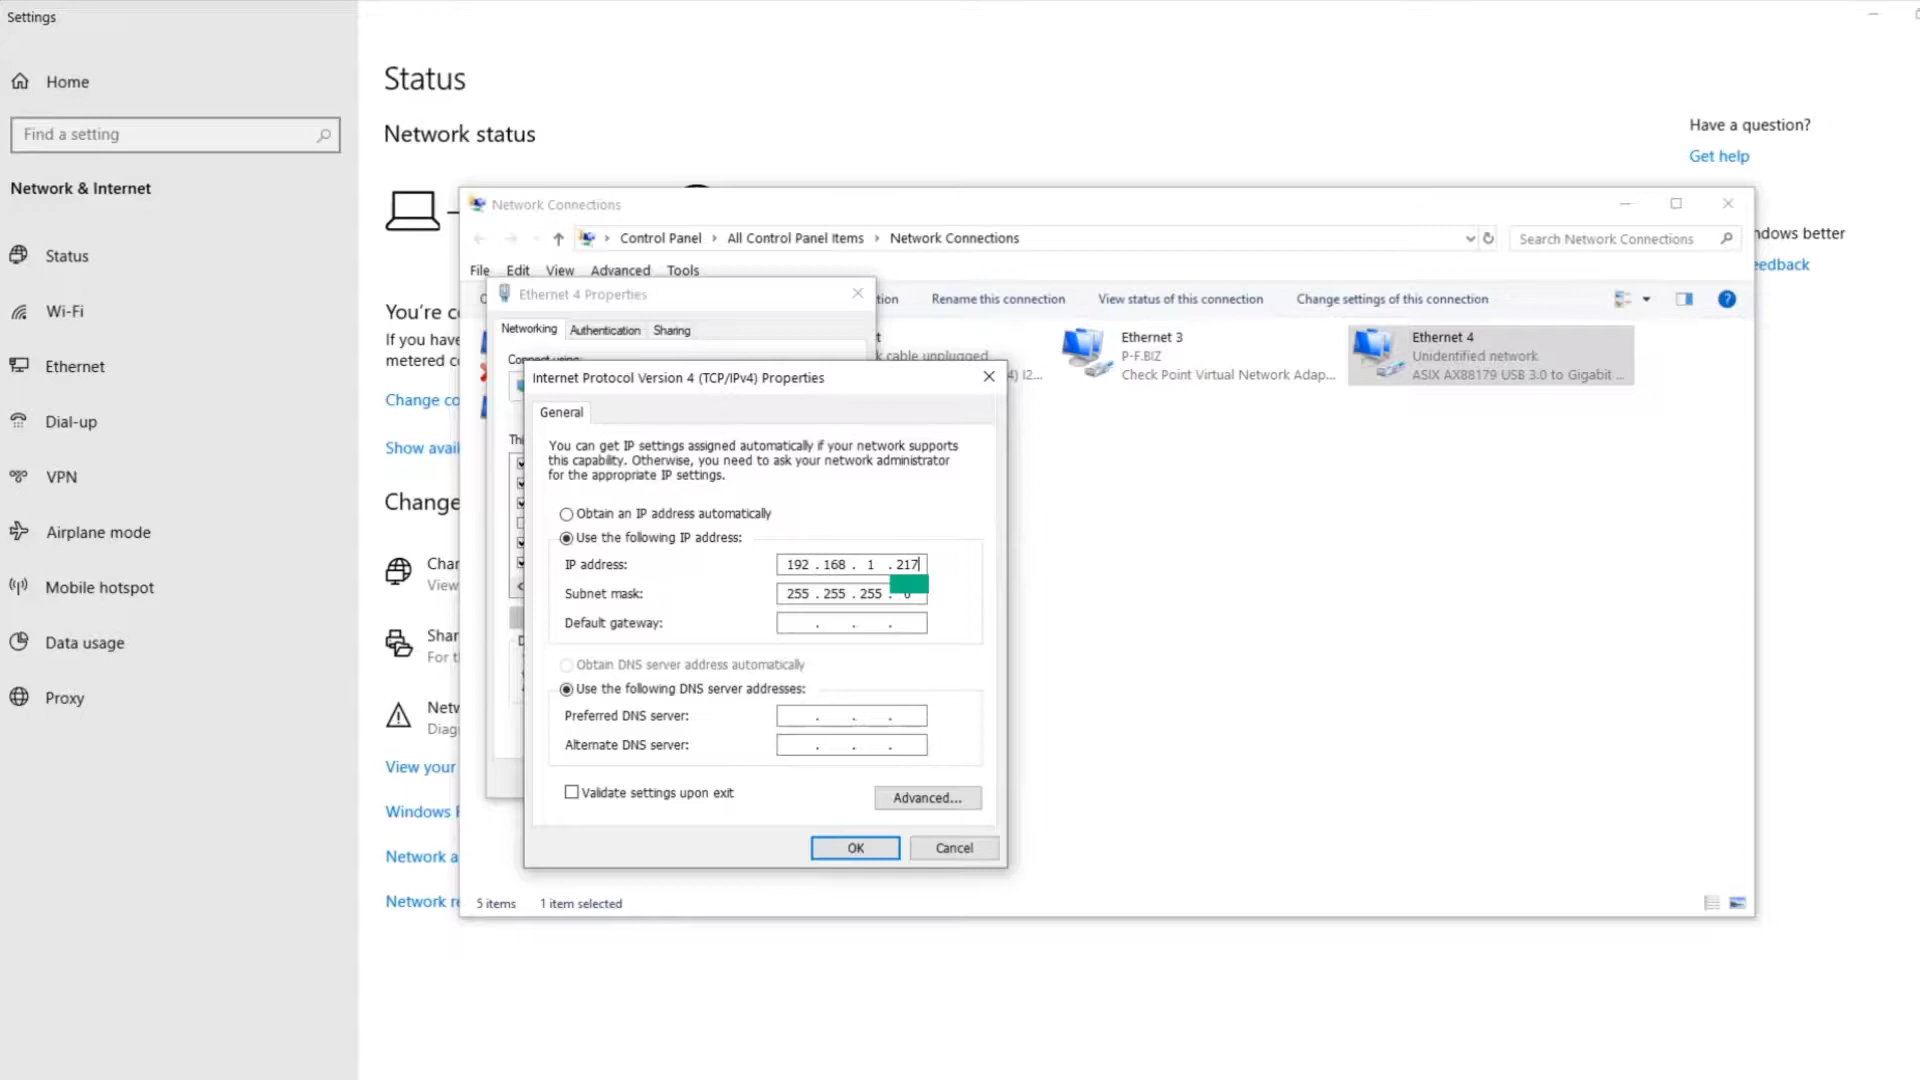 Settings
Home
Find a setting
Network & Internet
Status
Wi-Fi
Ethernet
Dial-up
VPN
Airplane mode
Mobile hotspot
Data usage
Proxy
Status
Network status
Have a question?
Get help
ndows better
eedback
You're c
If you have
metered c
Change co
Show avail
Change
Char
View
Shar
For t
Netw
Diag
View your
Windows F
Network a
Network r
Network Connections
Control Panel > All Control Panel Items > Network Connections
Search Network Connections
File Edit View Advanced Tools
tion Rename this connection View status of this connection Change settings of this connection
Ethernet 3
P-F.BIZ
Check Point Virtual Network Adap...
Ethernet 4
Unidentified network
ASIX AX88179 USB 3.0 to Gigabit ...
t
k cable unplugged
4) I2...
5 items 1 item selected
Ethernet 4 Properties
Networking Authentication Sharing
Connect using:
Thi
Internet Protocol Version 4 (TCP/IPv4) Properties
General
You can get IP settings assigned automatically if your network supports
this capability. Otherwise, you need to ask your network administrator
for the appropriate IP settings.
Obtain an IP address automatically
Use the following IP address:
IP address: 192 . 168 . 1 . 217
Subnet mask: 255 . 255 . 255 . 0
Default gateway: . . .
Obtain DNS server address automatically
Use the following DNS server addresses:
Preferred DNS server: . . .
Alternate DNS server: . . .
Validate settings upon exit
Advanced...
OK Cancel